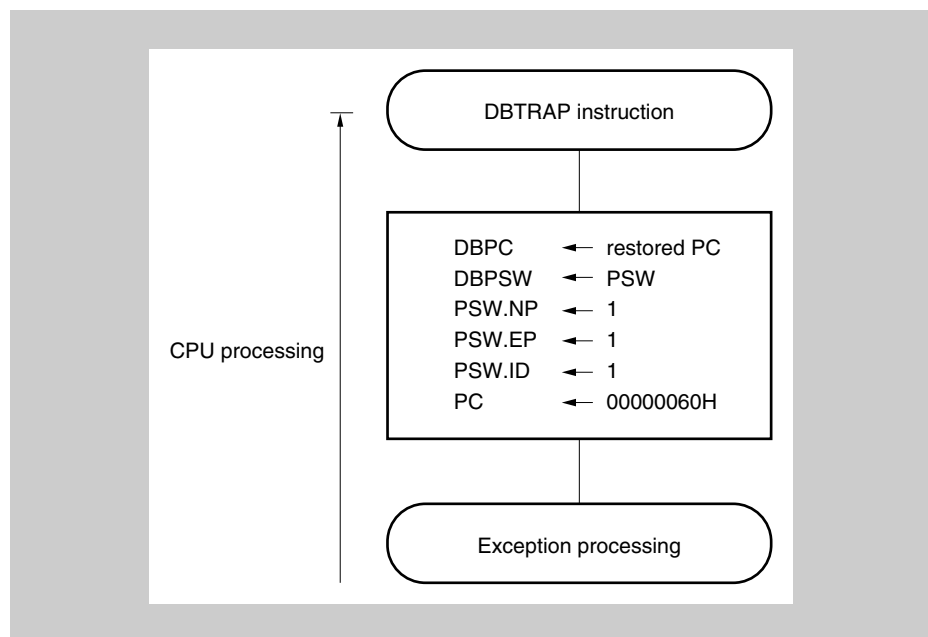 DBTRAP instruction
DBPC ← restored PC
DBPSW ← PSW
PSW.NP ← 1
PSW.EP ← 1
PSW.ID ← 1
PC ← 00000060H
CPU processing
Exception processing